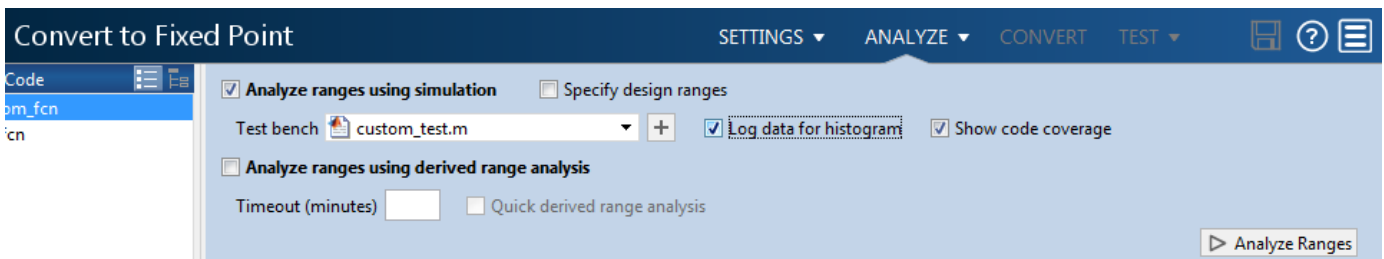 Convert to Fixed Point SETTINGS ANALYZE CONVERT TEST
Code
om_fcn
fcn
Analyze ranges using simulation Specify design ranges
Test bench custom_test.m Log data for histogram Show code coverage
Analyze ranges using derived range analysis
Timeout (minutes) Quick derived range analysis
Analyze Ranges